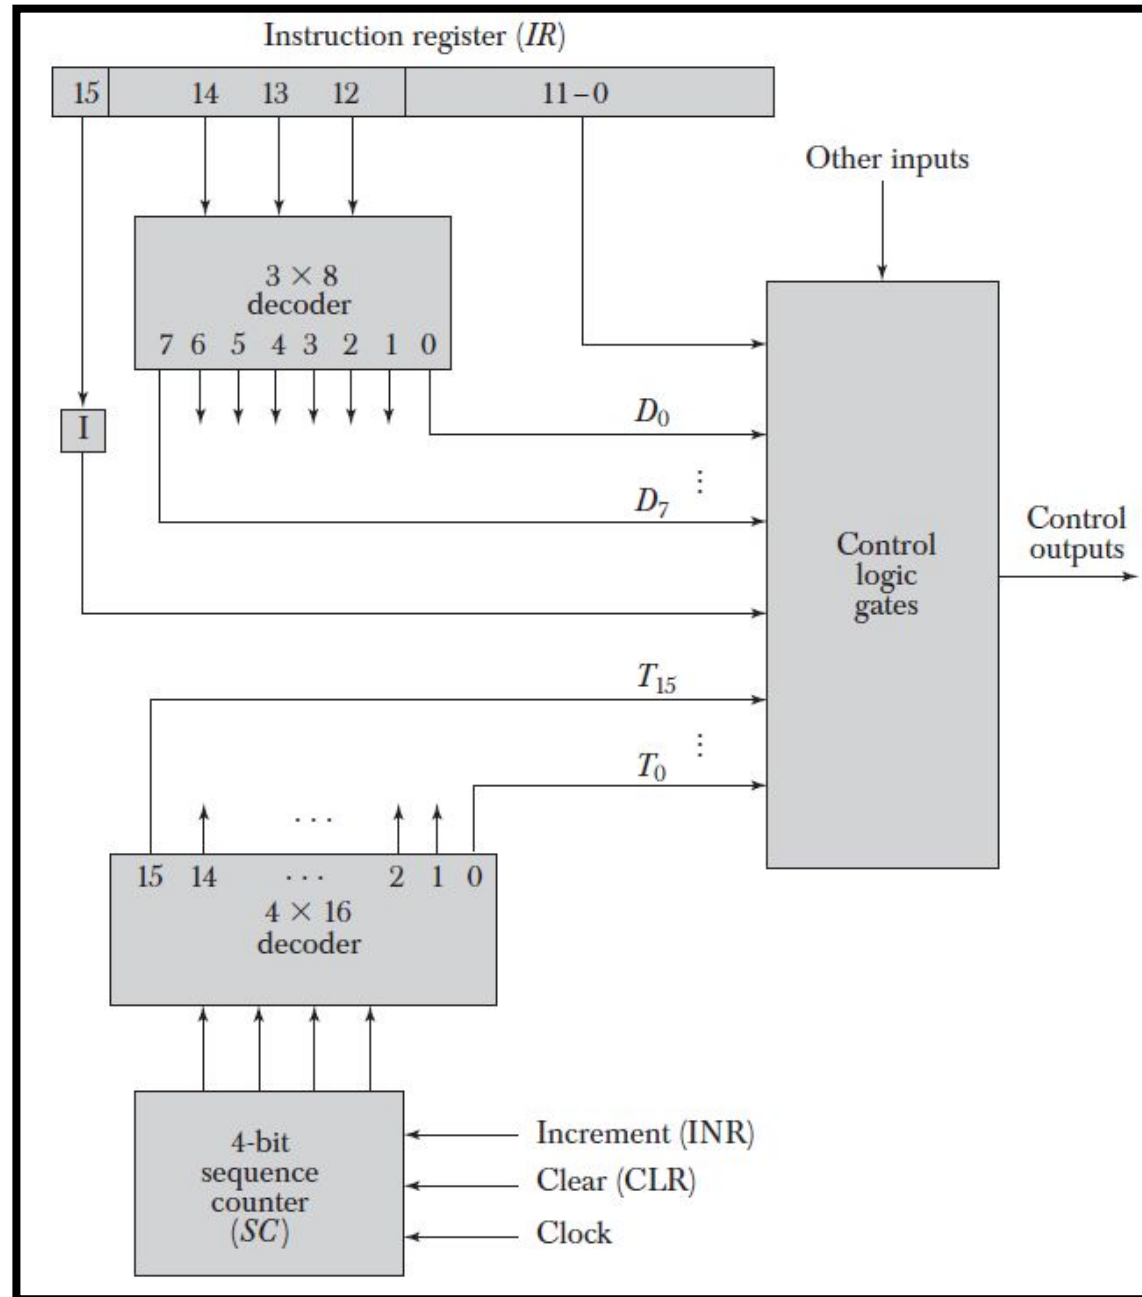 Instruction register (IR)
15 14 13 12 11–0
Other inputs
3 × 8
decoder
7 6 5 4 3 2 1 0
I
D0
⋮
D7
Control
logic
gates
Control
outputs
T15
⋮
T0
. . .
15 14 . . . 2 1 0
4 × 16
decoder
4-bit
sequence
counter
(SC)
Increment (INR)
Clear (CLR)
Clock